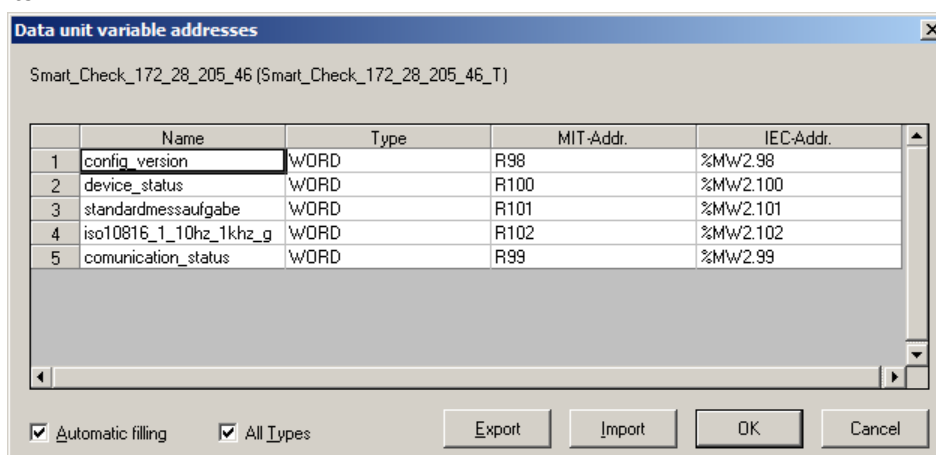 Data unit variable addresses
Smart_Check_172_28_205_46 (Smart_Check_172_28_205_46_T)
Name Type MIT-Addr. IEC-Addr.
1 config_version WORD R98 %MW2.98
2 device_status WORD R100 %MW2.100
3 standardmessaufgabe WORD R101 %MW2.101
4 iso10816_1_10hz_1khz_g WORD R102 %MW2.102
5 comunication_status WORD R99 %MW2.99
Automatic filling All Types Export Import OK Cancel